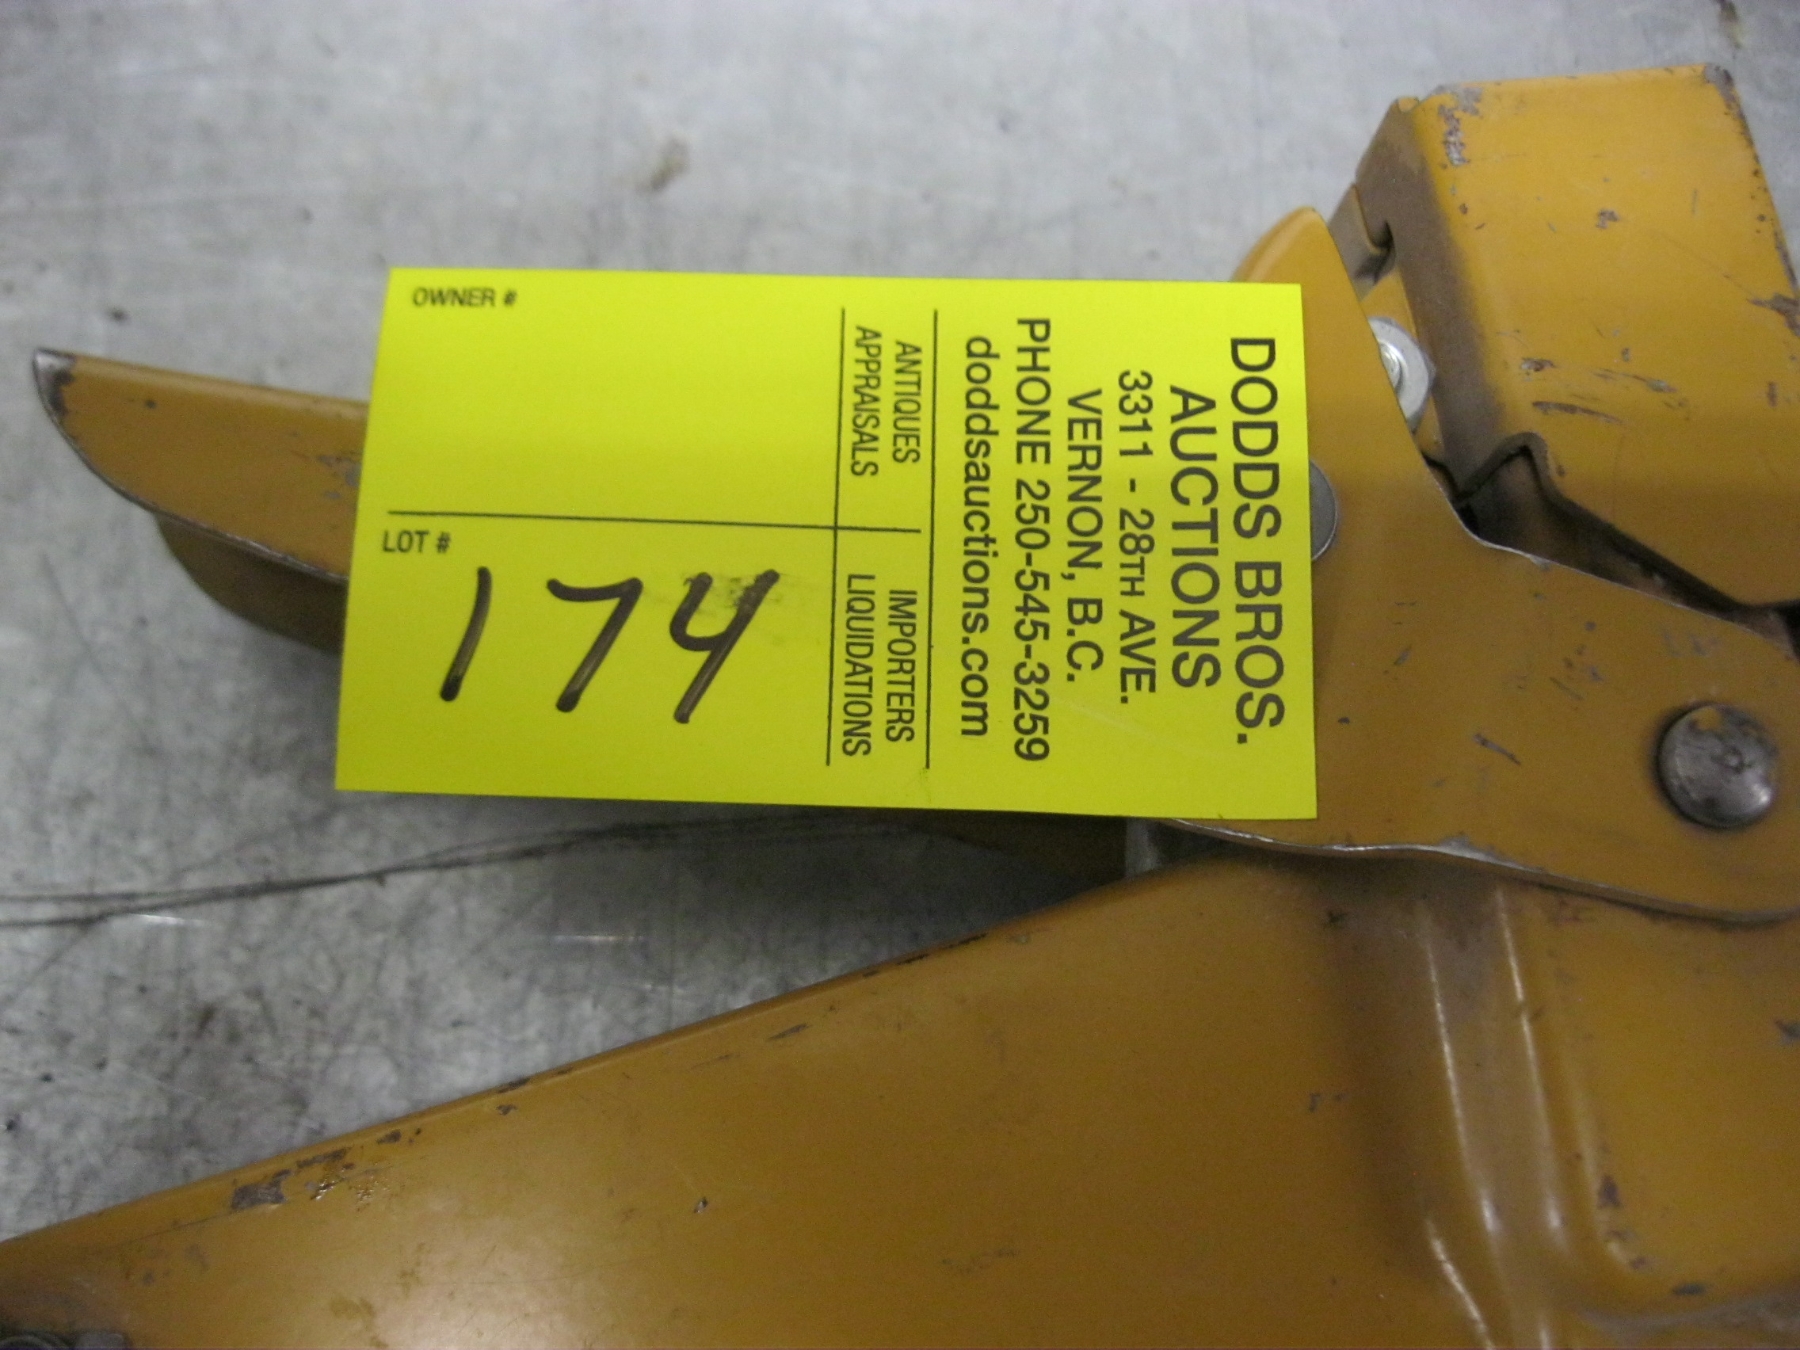 DODDS BROS.
AUCTIONS
3311 - 28TH AVE.
VERNON, B.C.
PHONE 250-545-3259
doddsauctions.com
ANTIQUES
APPRAISALS
IMPORTERS
LIQUIDATIONS
OWNER #
LOT #
174